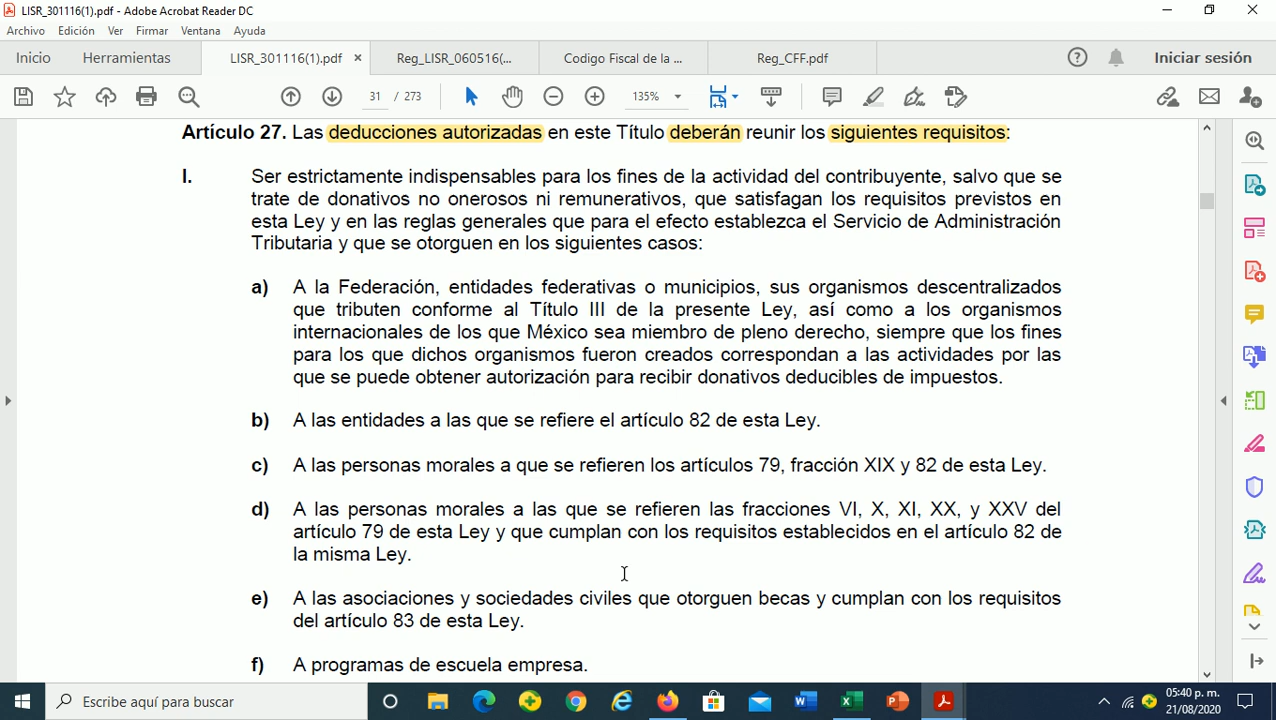 LISR_301116(1).pdf - Adobe Acrobat Reader DC
Archivo Edición Ver Firmar Ventana Ayuda
Inicio Herramientas LISR_301116(1).pdf × Reg_LISR_060516(... Codigo Fiscal de la ... Reg_CFF.pdf Iniciar sesión
31 / 273 135%
Artículo 27. Las deducciones autorizadas en este Título deberán reunir los siguientes requisitos:
I. Ser estrictamente indispensables para los fines de la actividad del contribuyente, salvo que se
trate de donativos no onerosos ni remunerativos, que satisfagan los requisitos previstos en
esta Ley y en las reglas generales que para el efecto establezca el Servicio de Administración
Tributaria y que se otorguen en los siguientes casos:
a) A la Federación, entidades federativas o municipios, sus organismos descentralizados
que tributen conforme al Título III de la presente Ley, así como a los organismos
internacionales de los que México sea miembro de pleno derecho, siempre que los fines
para los que dichos organismos fueron creados correspondan a las actividades por las
que se puede obtener autorización para recibir donativos deducibles de impuestos.
b) A las entidades a las que se refiere el artículo 82 de esta Ley.
c) A las personas morales a que se refieren los artículos 79, fracción XIX y 82 de esta Ley.
d) A las personas morales a las que se refieren las fracciones VI, X, XI, XX, y XXV del
artículo 79 de esta Ley y que cumplan con los requisitos establecidos en el artículo 82 de
la misma Ley.
e) A las asociaciones y sociedades civiles que otorguen becas y cumplan con los requisitos
del artículo 83 de esta Ley.
f) A programas de escuela empresa.
Escribe aquí para buscar
05:40 p. m.
21/08/2020